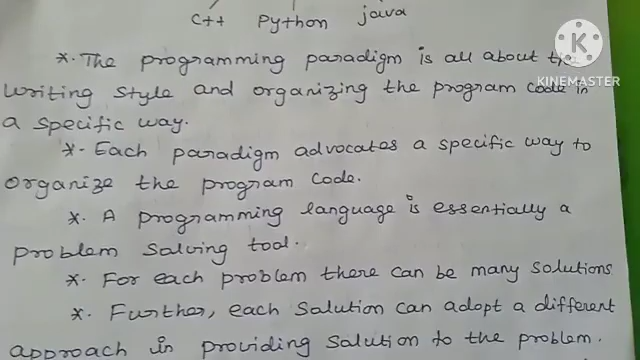 C++ Python java
*. The programming paradigm is all about the
writing style and organizing the program code in
a specific way.
*. Each paradigm advocates a specific way to
organize the program code.
*. A programming language is essentially a
problem solving tool.
*. For each problem there can be many solutions
*. Further, each solution can adopt a different
approach in providing solution to the problem.
K
KINEMASTER